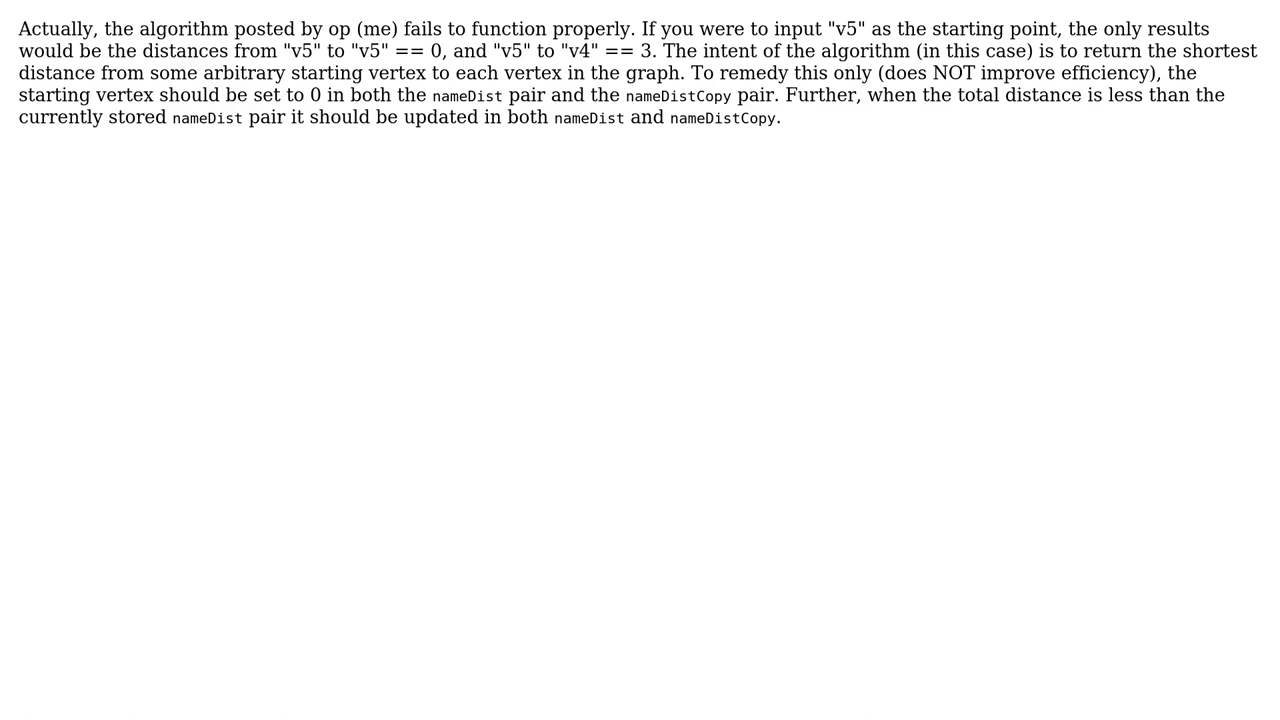 Actually, the algorithm posted by op (me) fails to function properly. If you were to input "v5" as the starting point, the only results
would be the distances from "v5" to "v5" == 0, and "v5" to "v4" == 3. The intent of the algorithm (in this case) is to return the shortest
distance from some arbitrary starting vertex to each vertex in the graph. To remedy this only (does NOT improve efficiency), the
starting vertex should be set to 0 in both the nameDist pair and the nameDistCopy pair. Further, when the total distance is less than the
currently stored nameDist pair it should be updated in both nameDist and nameDistCopy.